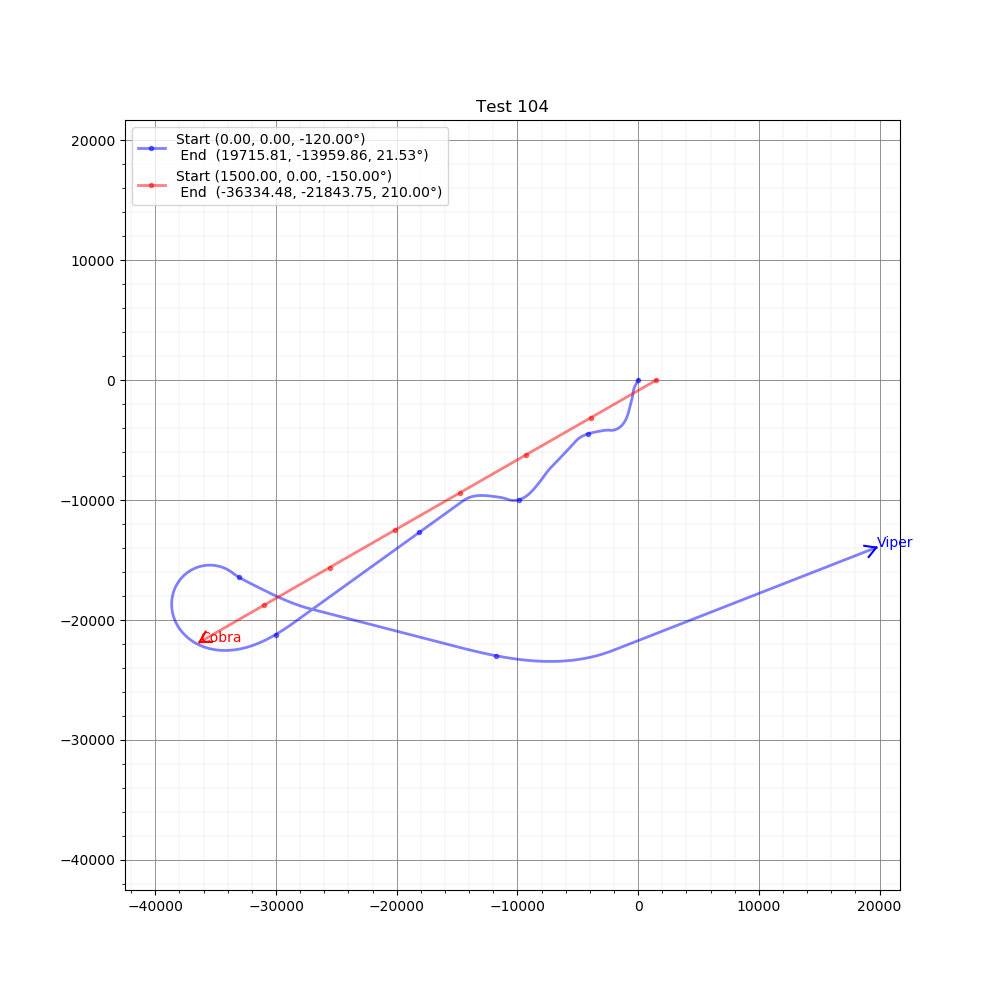 Test 104
Start (0.00, 0.00, -120.00°)
End (19715.81, -13959.86, 21.53°)
Start (1500.00, 0.00, -150.00°)
End (-36334.48, -21843.75, 210.00°)
20000
10000
0
−10000
−20000
−30000
−40000
Viper
Cobra
−40000 −30000 −20000 −10000 0 10000 20000